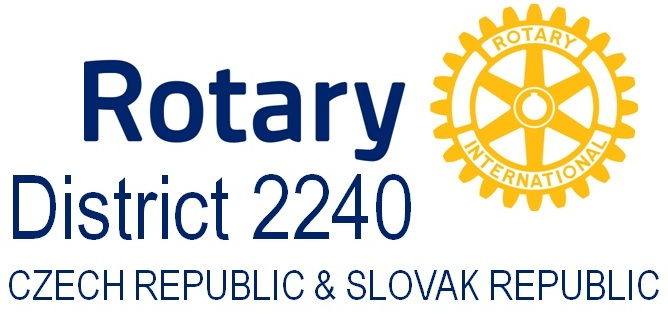 Rotary
ROTARY
INTERNATIONAL
District 2240
CZECH REPUBLIC & SLOVAK REPUBLIC